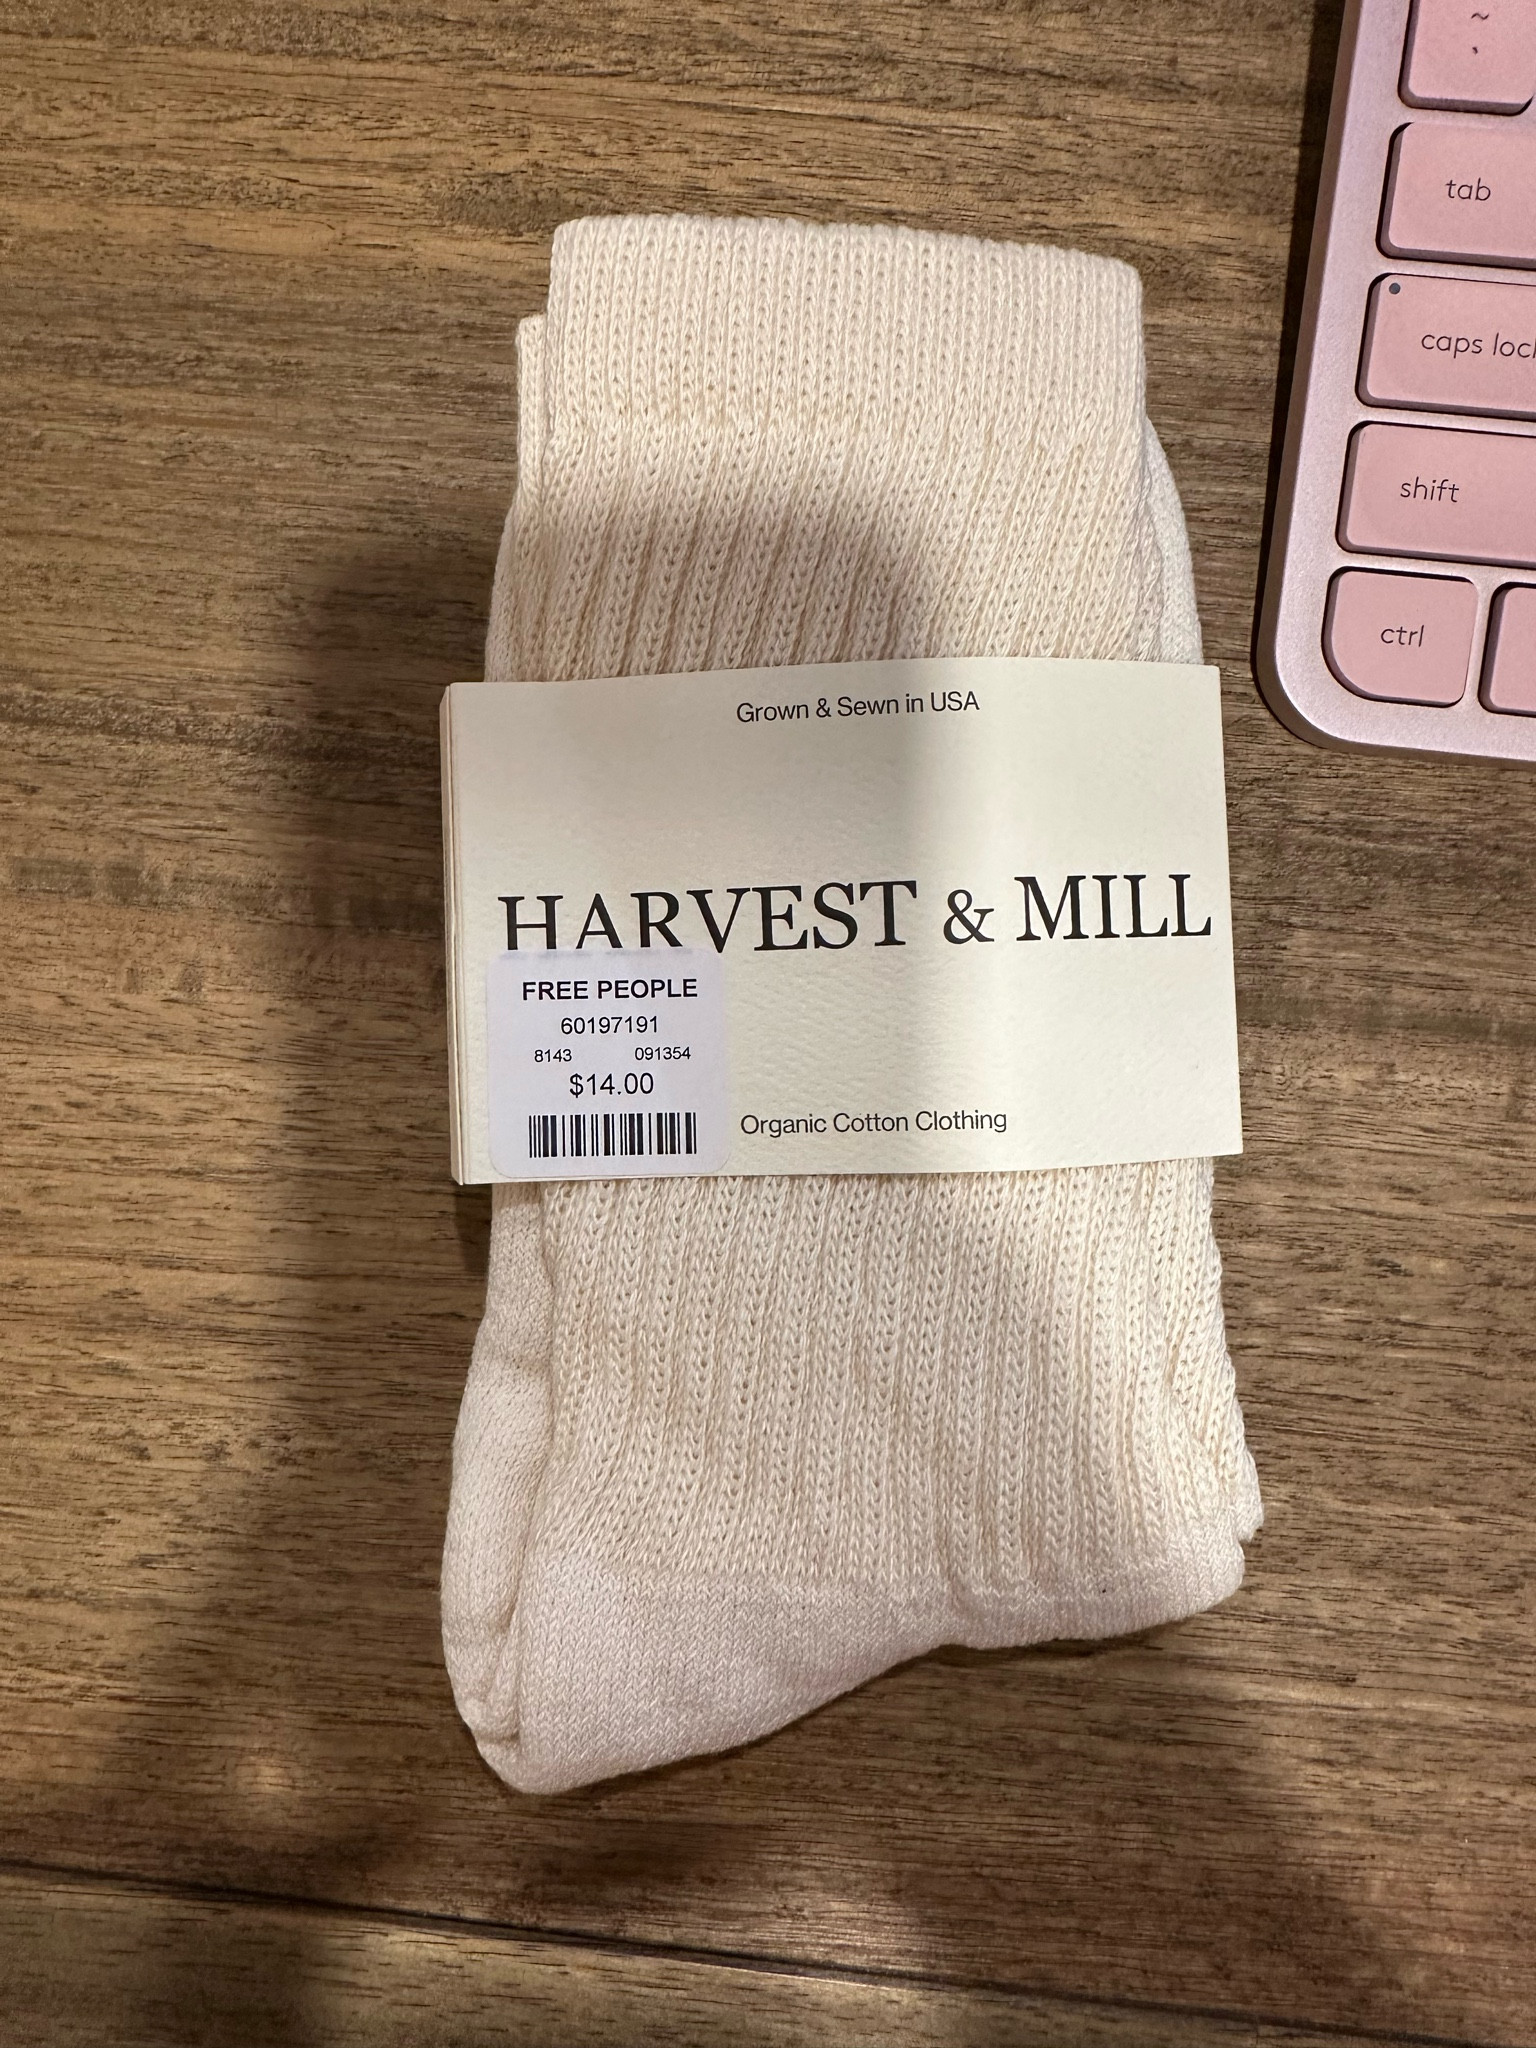 Grown & Sewn in USA
HARVEST & MILL
FREE PEOPLE
60197191
8143 091354
$14.00
Organic Cotton Clothing
~
`
tab
caps lock
shift
ctrl